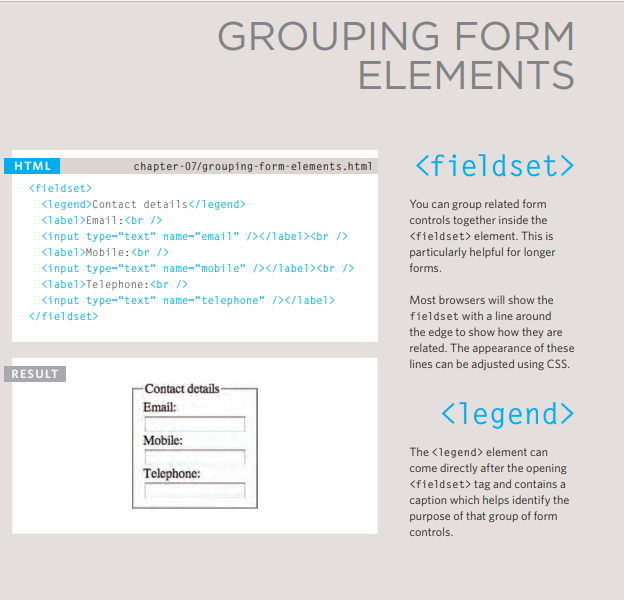 GROUPING FORM
ELEMENTS
HTML
chapter-07/grouping-form-elements.html
<fieldset>
<legend>Contact details</legend>
<label>Email:<br />
<input type="text" name="email" /></label><br />
<label>Mobile:<br />
<input type="text" name="mobile" /></label><br />
<label>Telephone:<br />
<input type="text" name="telephone" /></label>
</fieldset>
RESULT
Contact details
Email:
Mobile:
Telephone:
<fieldset>
You can group related form
controls together inside the
<fieldset> element. This is
particularly helpful for longer
forms.
Most browsers will show the
fieldset with a line around
the edge to show how they are
related. The appearance of these
lines can be adjusted using CSS.
<legend>
The <legend> element can
come directly after the opening
<fieldset> tag and contains a
caption which helps identify the
purpose of that group of form
controls.